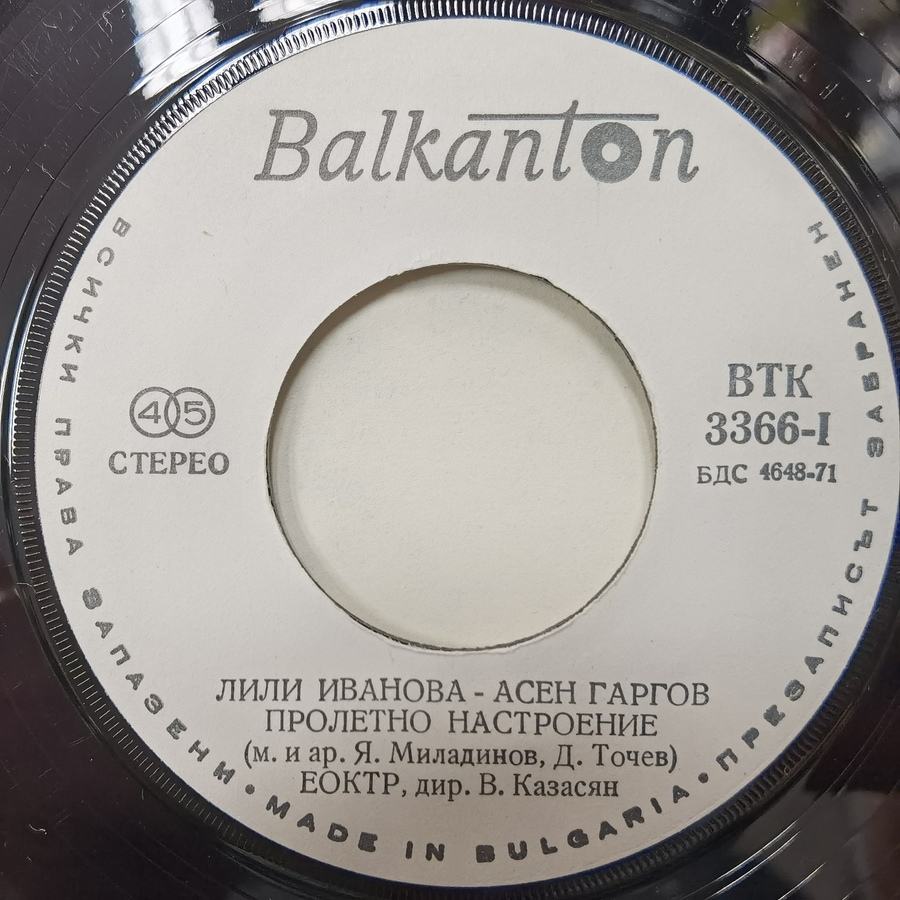 Balkanton
45
СТЕРЕО
ВТК
3366-I
БДС 4648-71
ЛИЛИ ИВАНОВА - АСЕН ГАРГОВ
ПРОЛЕТНО НАСТРОЕНИЕ
(м. и ар. Я. Миладинов, Д. Точев)
ЕОКТР, дир. В. Казасян
ВСИЧКИ ПРАВА ЗАПАЗЕНИ • MADE IN BULGARIA • ПРЕЗАПИСЪТ ЗАБРАНЕН